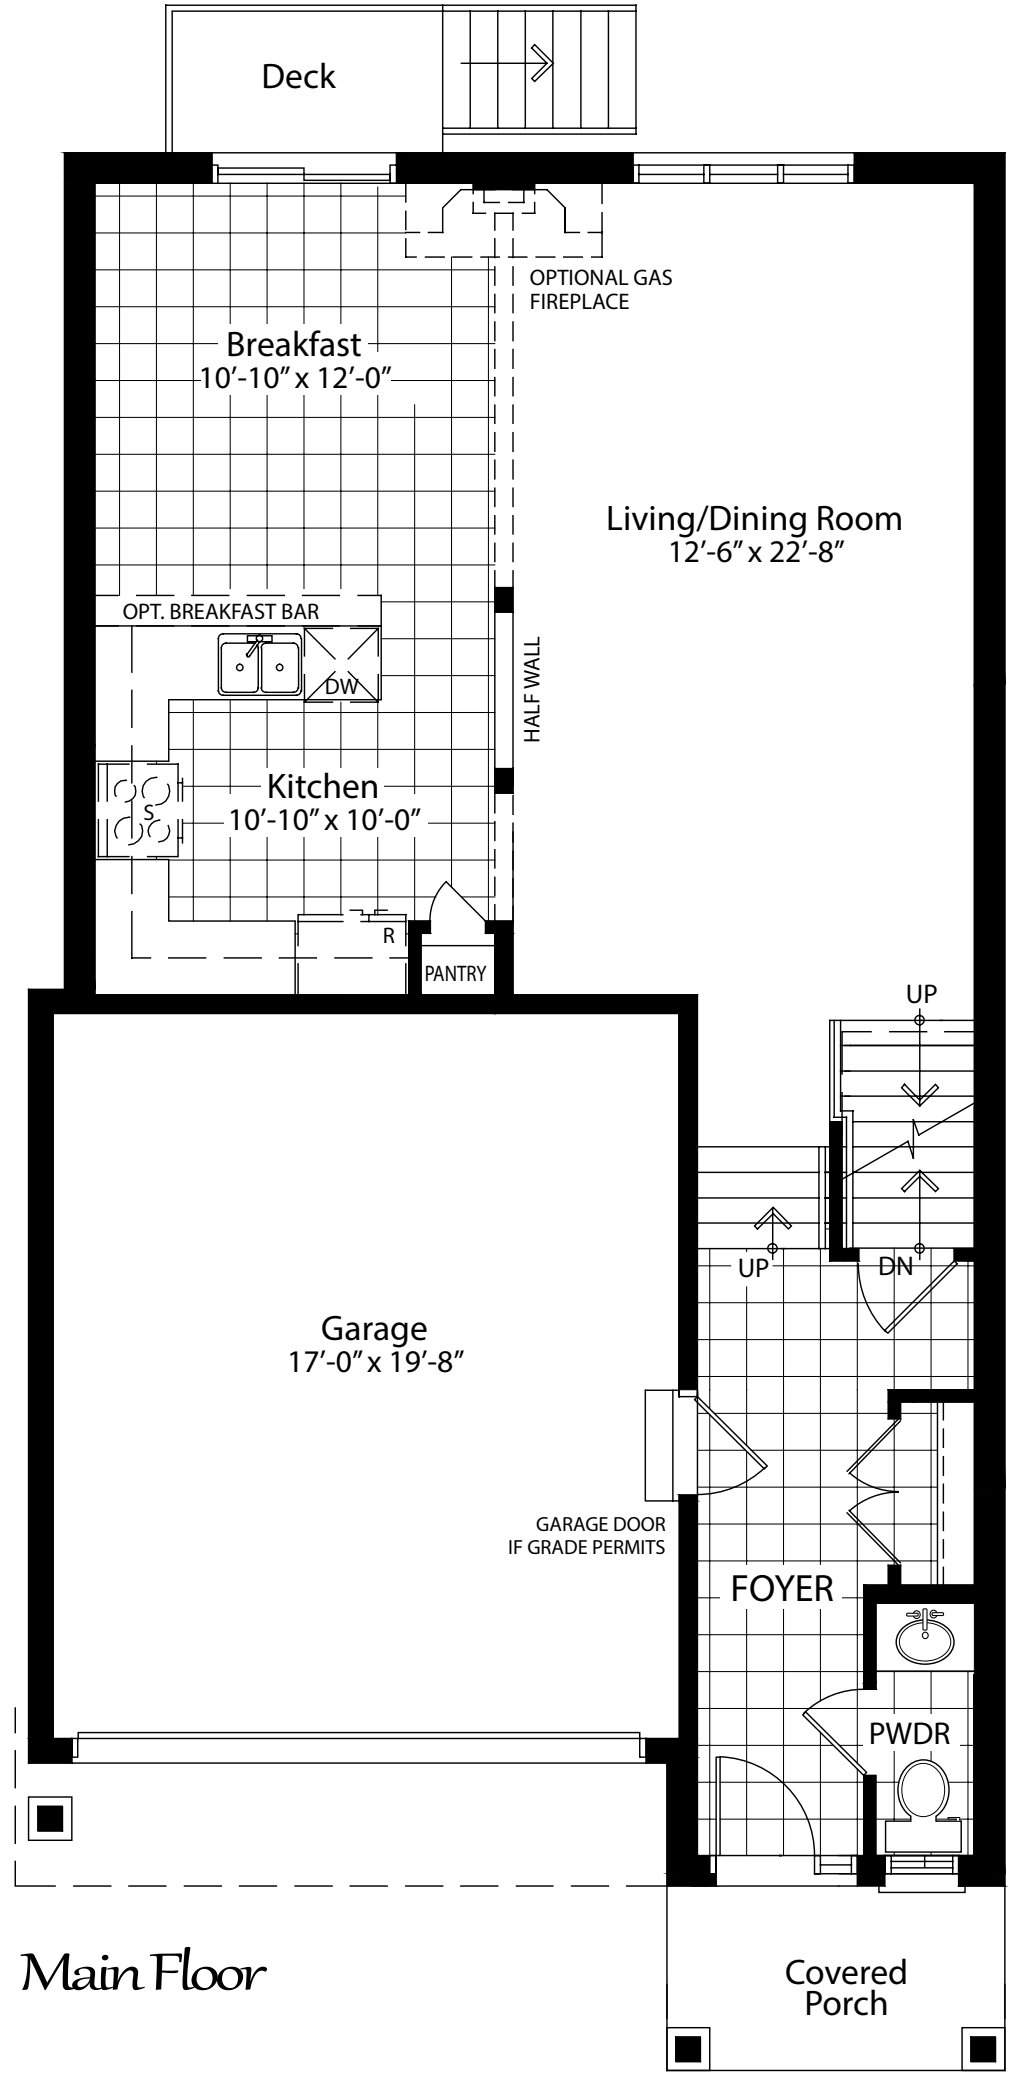 Deck
OPTIONAL GAS
FIREPLACE
Breakfast
10’-10” x 12’-0”
Living/Dining Room
12’-6” x 22’-8”
OPT. BREAKFAST BAR
DW
HALF WALL
Kitchen
10’-10” x 10’-0”
S
R
PANTRY
UP
UP
DN
Garage
17’-0” x 19’-8”
GARAGE DOOR
IF GRADE PERMITS
FOYER
PWDR
Main Floor
Covered
Porch